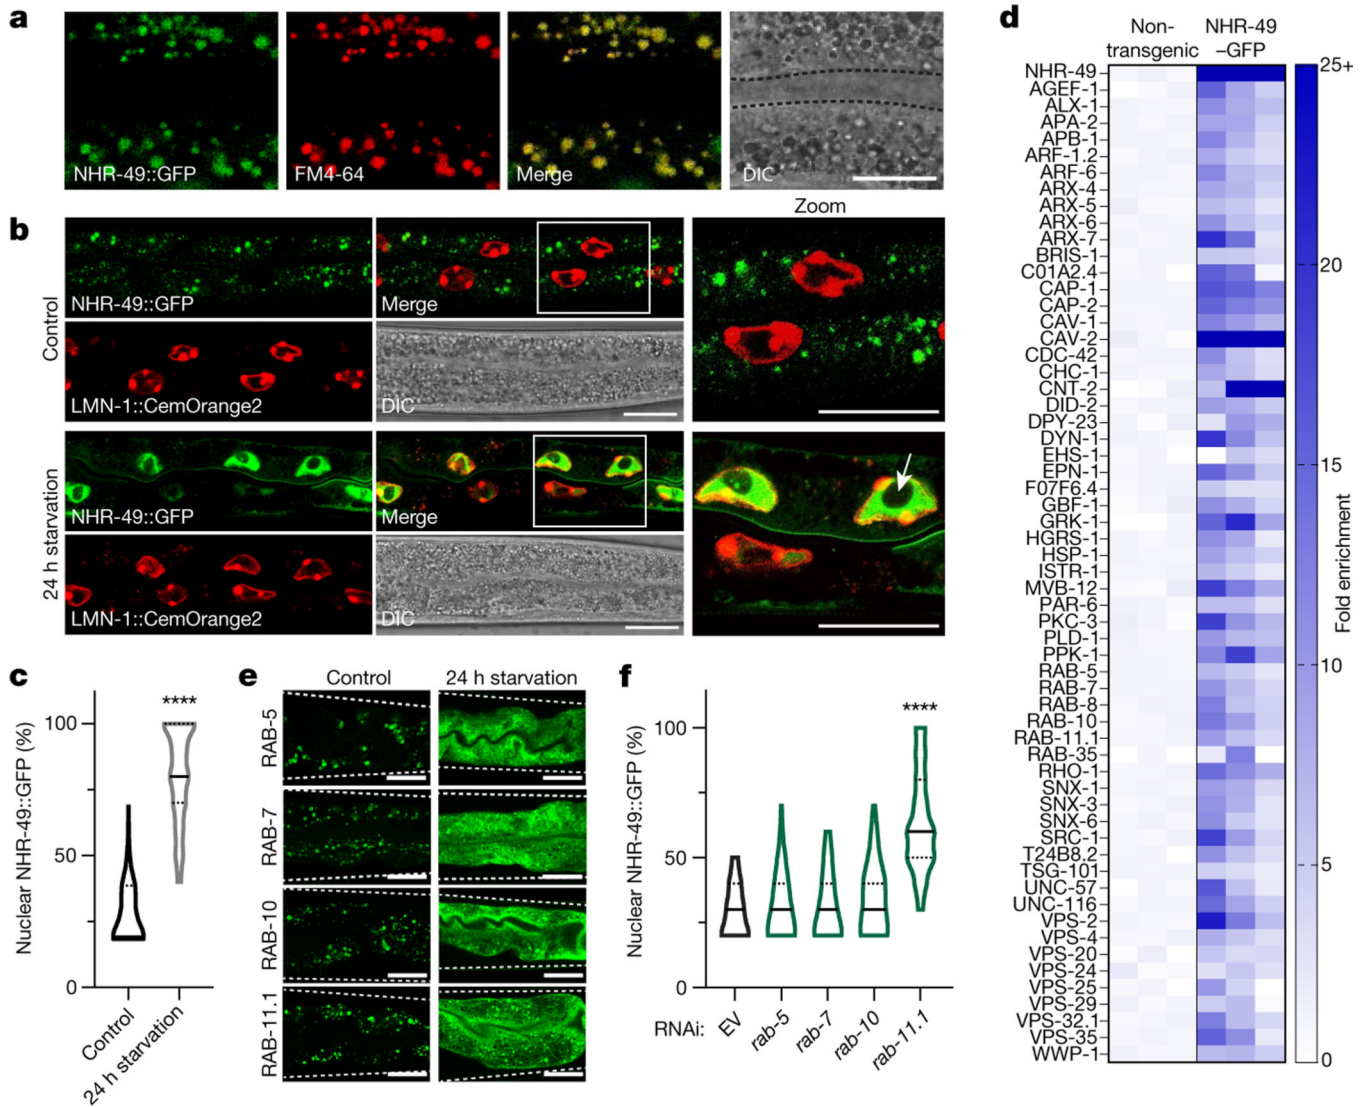 a
NHR-49::GFP
FM4-64
Merge
DIC
b
Zoom
Control
NHR-49::GFP
Merge
LMN-1::CemOrange2
DIC
24 h starvation
NHR-49::GFP
Merge
LMN-1::CemOrange2
DIC
c
Nuclear NHR-49::GFP (%)
100
50
0
****
Control
24 h starvation
e
Control
24 h starvation
RAB-5
RAB-7
RAB-10
RAB-11.1
f
Nuclear NHR-49::GFP (%)
100
50
0
****
RNAi:
EV
rab-5
rab-7
rab-10
rab-11.1
d
Non-
transgenic
NHR-49
–GFP
NHR-49
AGEF-1
ALX-1
APA-2
APB-1
ARF-1.2
ARF-6
ARX-4
ARX-5
ARX-6
ARX-7
BRIS-1
C01A2.4
CAP-1
CAP-2
CAV-1
CAV-2
CDC-42
CHC-1
CNT-2
DID-2
DPY-23
DYN-1
EHS-1
EPN-1
F07F6.4
GBF-1
GRK-1
HGRS-1
HSP-1
ISTR-1
MVB-12
PAR-6
PKC-3
PLD-1
PPK-1
RAB-5
RAB-7
RAB-8
RAB-10
RAB-11.1
RAB-35
RHO-1
SNX-1
SNX-3
SNX-6
SRC-1
T24B8.2
TSG-101
UNC-57
UNC-116
VPS-2
VPS-4
VPS-20
VPS-24
VPS-25
VPS-29
VPS-32.1
VPS-35
WWP-1
25+
20
15
10
5
0
Fold enrichment